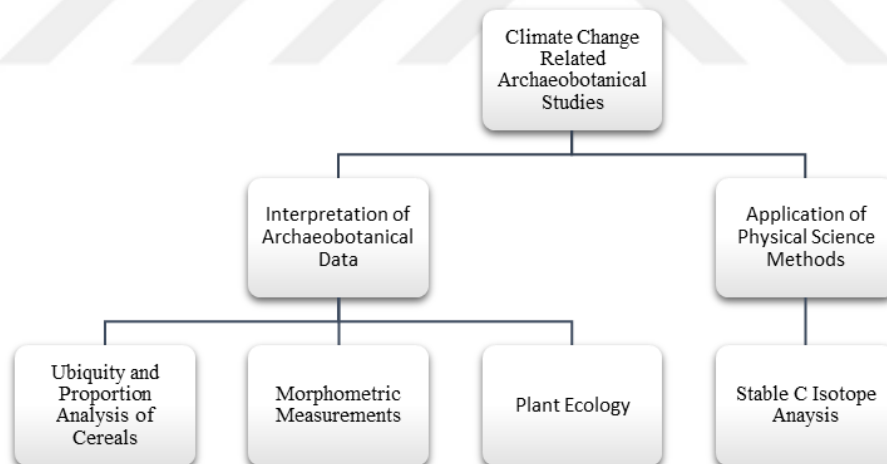 Climate Change
Related
Archaeobotanical
Studies
Interpretation of
Archaeobotanical
Data
Application of
Physical Science
Methods
Ubiquity and
Proportion
Analysis of
Cereals
Morphometric
Measurements
Plant Ecology
Stable C Isotope
Anaysis